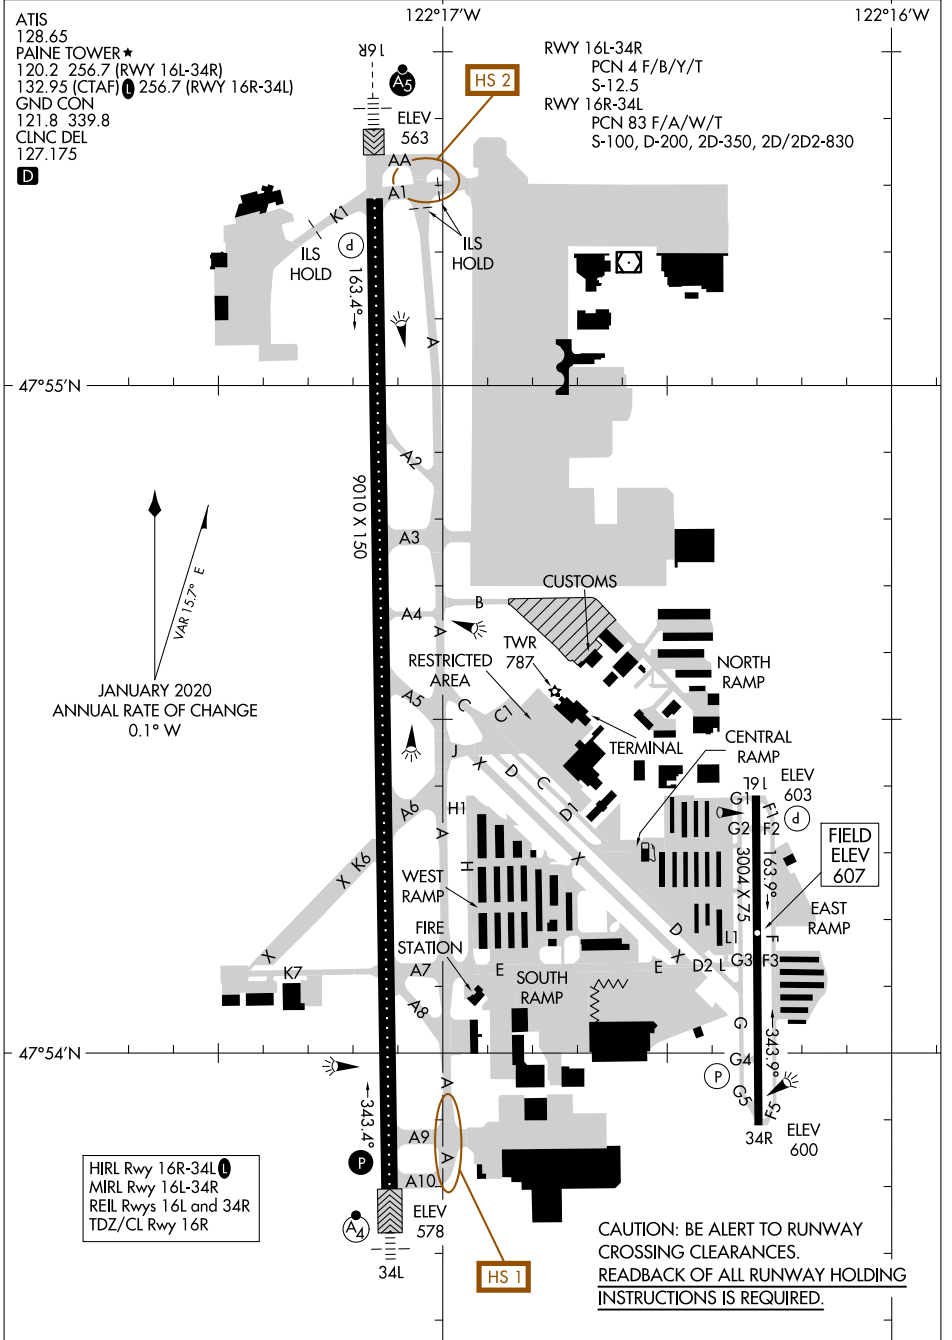 122°17'W
122°16'W
ATIS
128.65
PAINE TOWER★
120.2 256.7 (RWY 16L-34R)
132.95 (CTAF) L 256.7 (RWY 16R-34L)
GND CON
121.8 339.8
CLNC DEL
127.175
D
16R
A5
HS 2
RWY 16L-34R
PCN 4 F/B/Y/T
S-12.5
RWY 16R-34L
PCN 83 F/A/W/T
S-100, D-200, 2D-350, 2D/2D2-830
ELEV
563
AA
A1
K1
ILS
HOLD
P
163.4°
ILS
HOLD
A
47°55'N
A2
9010 X 150
A3
VAR 15.7° E
JANUARY 2020
ANNUAL RATE OF CHANGE
0.1° W
CUSTOMS
B
A4
A
TWR
787
RESTRICTED
AREA
NORTH
RAMP
A5
C
C1
TERMINAL
CENTRAL
RAMP
J
X
D
C
D1
16L
ELEV
603
G1
F1
P
A6
H1
A
G2
F2
FIELD
ELEV
607
X
K6
X
H
3004 X 75
163.9°
WEST
RAMP
EAST
RAMP
FIRE
STATION
D
X
L1
F
X
K7
A7
E
SOUTH
RAMP
E
D2
L
G3
F3
A8
G
343.9°
47°54'N
G4
P
A
G5
F5
343.4°
34R
ELEV
600
A9
A
P
A10
HIRL Rwy 16R-34L L
MIRL Rwy 16L-34R
REIL Rwys 16L and 34R
TDZ/CL Rwy 16R
A4
ELEV
578
34L
HS 1
CAUTION: BE ALERT TO RUNWAY
CROSSING CLEARANCES.
READBACK OF ALL RUNWAY HOLDING
INSTRUCTIONS IS REQUIRED.